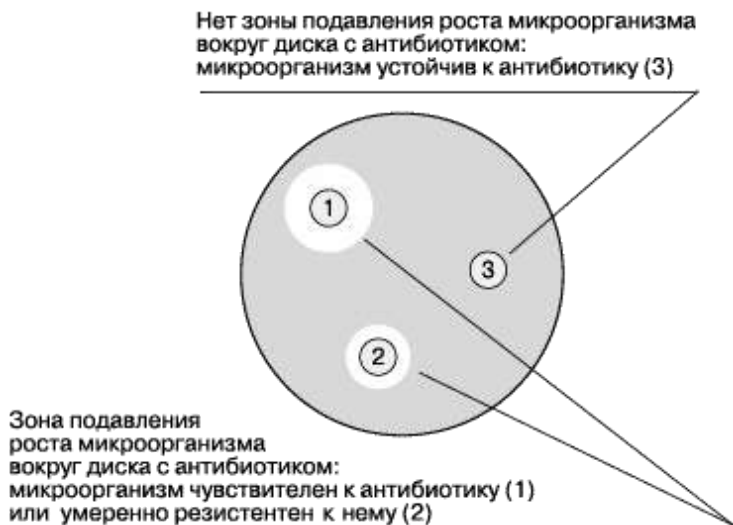 Нет зоны подавления роста микроорганизма
вокруг диска с антибиотиком:
микроорганизм устойчив к антибиотику (3)
1
3
2
Зона подавления
роста микроорганизма
вокруг диска с антибиотиком:
микроорганизм чувствителен к антибиотику (1)
или умеренно резистентен к нему (2)